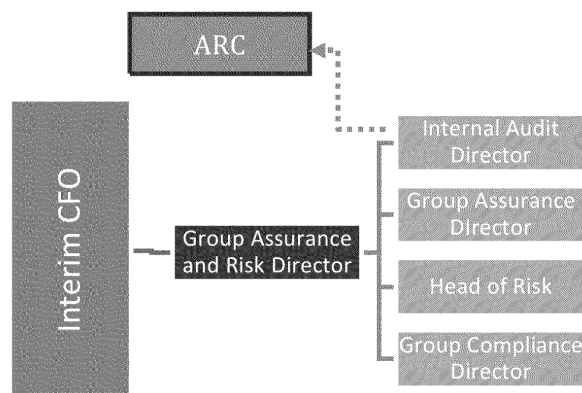 ARC
Interim CFO
Group Assurance
and Risk Director
Internal Audit
Director
Group Assurance
Director
Head of Risk
Group Compliance
Director